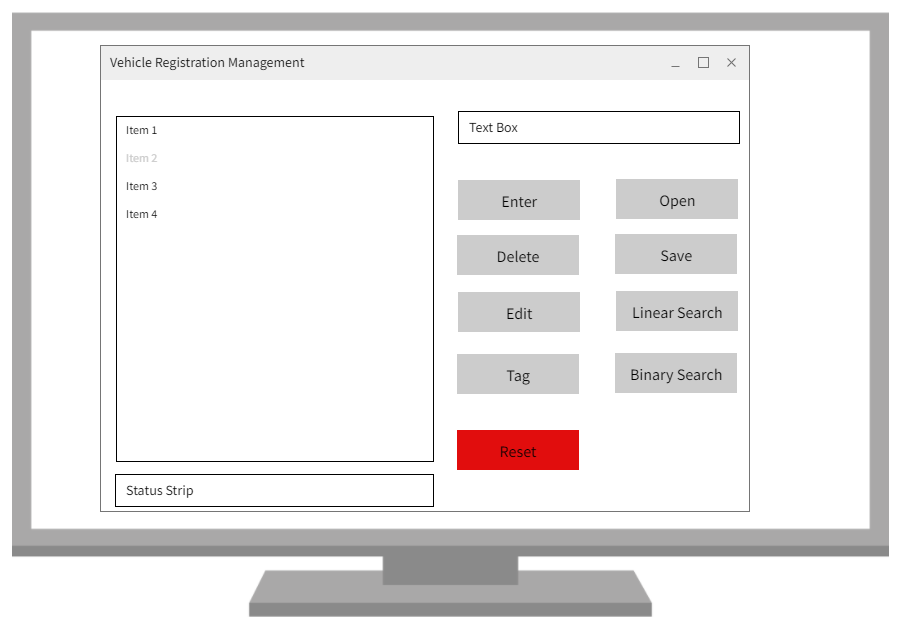 Vehicle Registration Management
Item 1
Item 2
Item 3
Item 4
Status Strip
Text Box
Enter
Open
Delete
Save
Edit
Linear Search
Tag
Binary Search
Reset